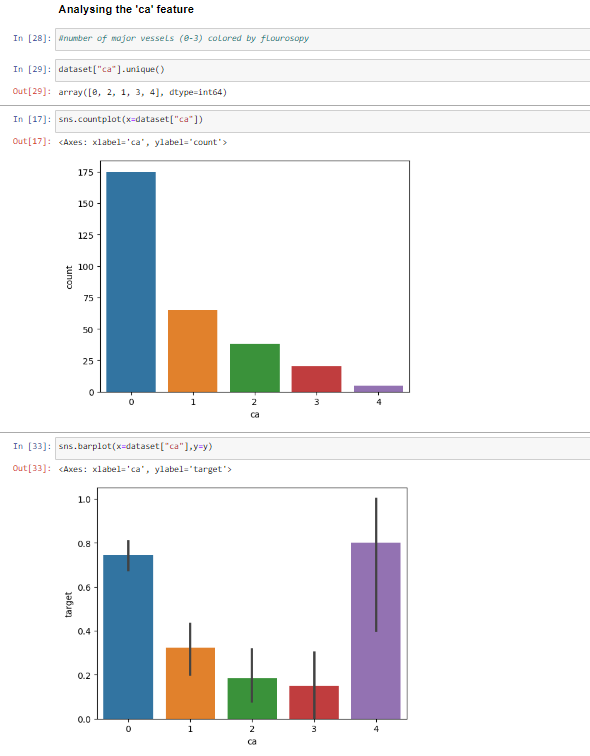 Analysing the 'ca' feature
In [28]: #number of major vessels (0-3) colored by flourosopy
In [29]: dataset["ca"].unique()
Out[29]: array([0, 2, 1, 3, 4], dtype=int64)
In [17]: sns.countplot(x=dataset["ca"])
Out[17]: <Axes: xlabel='ca', ylabel='count'>
175
150
125
100
75
50
25
0
count
0 1 2 3 4
ca
In [33]: sns.barplot(x=dataset["ca"],y=y)
Out[33]: <Axes: xlabel='ca', ylabel='target'>
1.0
0.8
0.6
0.4
0.2
0.0
target
0 1 2 3 4
ca